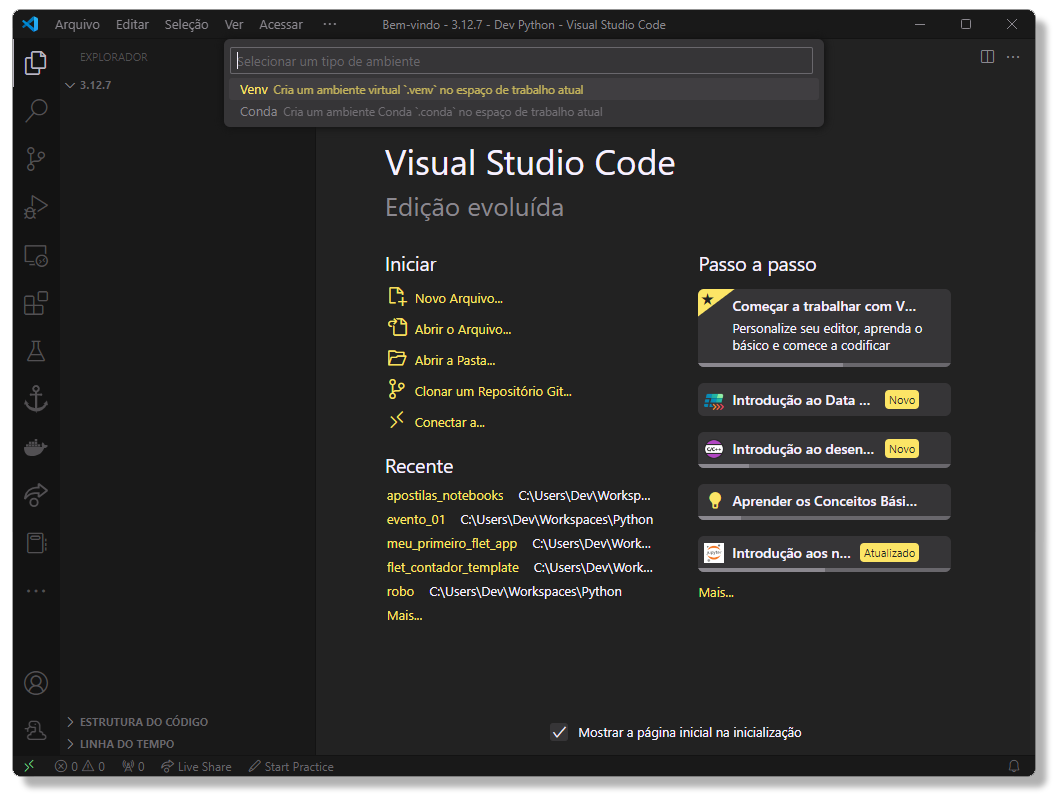 Arquivo Editar Seleção Ver Acessar ··· Bem-vindo - 3.12.7 - Dev Python - Visual Studio Code
EXPLORADOR
3.12.7
Selecionar um tipo de ambiente
Venv Cria um ambiente virtual `.venv` no espaço de trabalho atual
Conda Cria um ambiente Conda `.conda` no espaço de trabalho atual
Visual Studio Code
Edição evoluída
Iniciar
Novo Arquivo...
Abrir o Arquivo...
Abrir a Pasta...
Clonar um Repositório Git...
Conectar a...
Recente
apostilas_notebooks C:\Users\Dev\Worksp...
evento_01 C:\Users\Dev\Workspaces\Python
meu_primeiro_flet_app C:\Users\Dev\Work...
flet_contador_template C:\Users\Dev\Work...
robo C:\Users\Dev\Workspaces\Python
Mais...
Passo a passo
Começar a trabalhar com V...
Personalize seu editor, aprenda o
básico e comece a codificar
Introdução ao Data ... Novo
C/C++ Introdução ao desen... Novo
Aprender os Conceitos Bási...
Jupyter Introdução aos n... Atualizado
Mais...
Mostrar a página inicial na inicialização
ESTRUTURA DO CÓDIGO
LINHA DO TEMPO
0 0 0 Live Share Start Practice